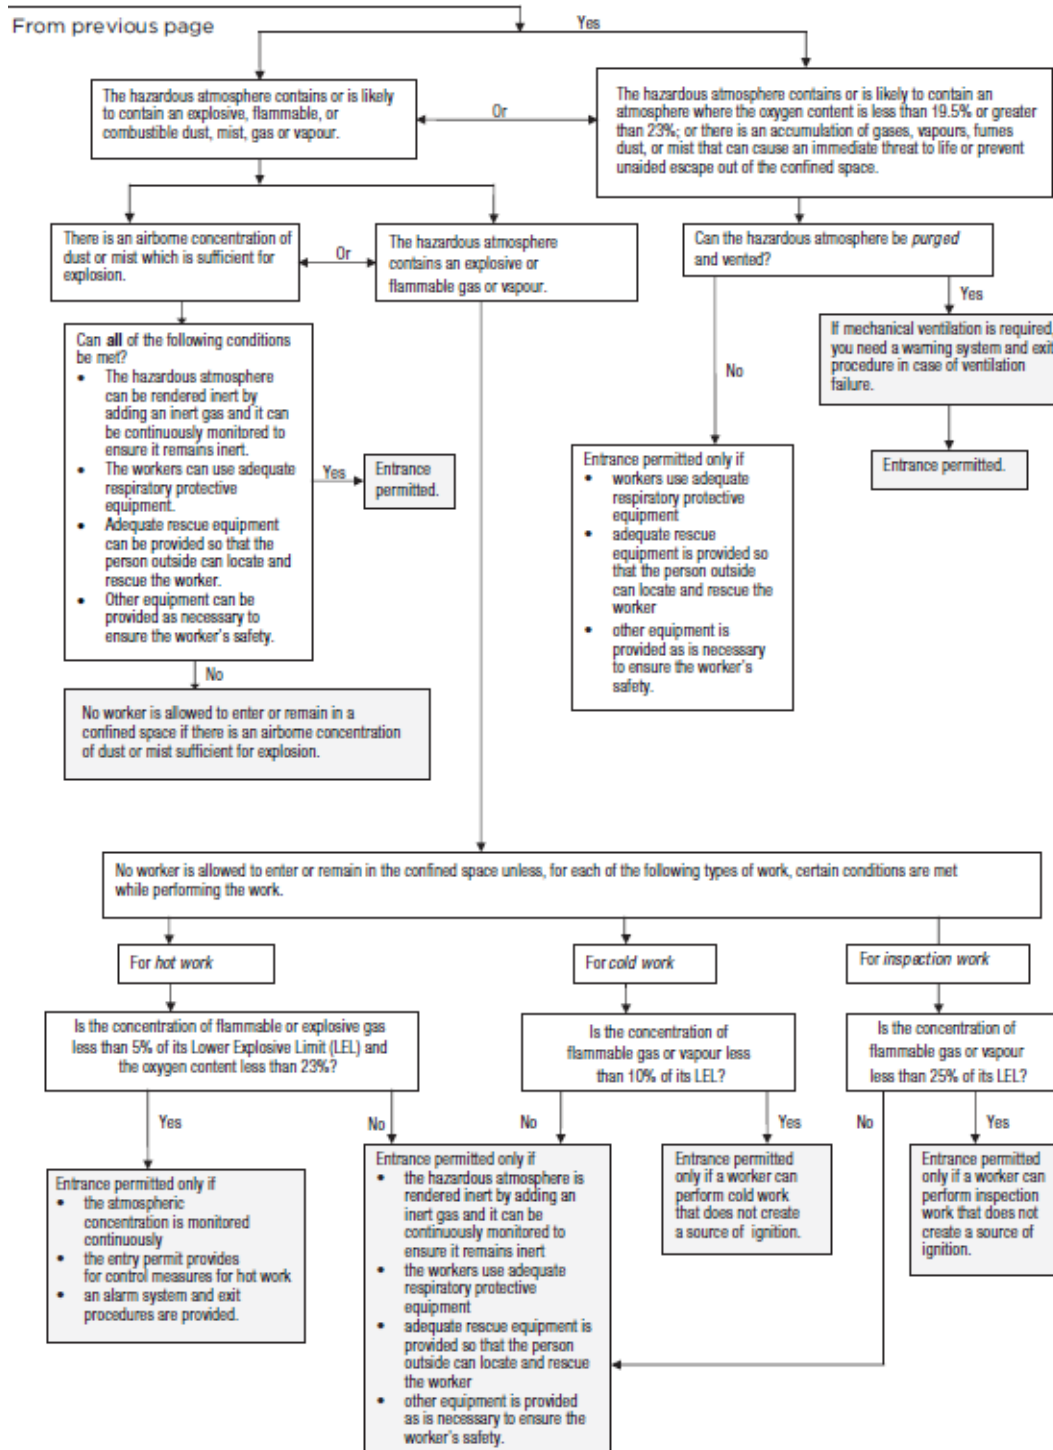 From previous page
Yes
The hazardous atmosphere contains or is likely
to contain an explosive, flammable, or
combustible dust, mist, gas or vapour.
Or
The hazardous atmosphere contains or is likely to contain an
atmosphere where the oxygen content is less than 19.5% or greater
than 23%; or there is an accumulation of gases, vapours, fumes
dust, or mist that can cause an immediate threat to life or prevent
unaided escape out of the confined space.
There is an airborne concentration of
dust or mist which is sufficient for
explosion.
Or
The hazardous atmosphere
contains an explosive or
flammable gas or vapour.
Can the hazardous atmosphere be purged
and vented?
No
Yes
If mechanical ventilation is required,
you need a warning system and exit
procedure in case of ventilation
failure.
Entrance permitted.
Can all of the following conditions
be met?
• The hazardous atmosphere
can be rendered inert by
adding an inert gas and it can
be continuously monitored to
ensure it remains inert.
• The workers can use adequate
respiratory protective
equipment.
• Adequate rescue equipment
can be provided so that the
person outside can locate and
rescue the worker.
• Other equipment can be
provided as necessary to
ensure the worker's safety.
Yes
Entrance
permitted.
Entrance permitted only if
• workers use adequate
respiratory protective
equipment
• adequate rescue
equipment is provided so
that the person outside
can locate and rescue the
worker
• other equipment is
provided as is necessary
to ensure the worker's
safety.
No
No worker is allowed to enter or remain in a
confined space if there is an airborne concentration
of dust or mist sufficient for explosion.
No worker is allowed to enter or remain in the confined space unless, for each of the following types of work, certain conditions are met
while performing the work.
For hot work
For cold work
For inspection work
Is the concentration of flammable or explosive gas
less than 5% of its Lower Explosive Limit (LEL) and
the oxygen content less than 23%?
Is the concentration of
flammable gas or vapour less
than 10% of its LEL?
Is the concentration of
flammable gas or vapour
less than 25% of its LEL?
Yes
No
No
Yes
No
Yes
Entrance permitted only if
• the atmospheric
concentration is monitored
continuously
• the entry permit provides
for control measures for hot work
• an alarm system and exit
procedures are provided.
Entrance permitted only if
• the hazardous atmosphere is
rendered inert by adding an
inert gas and it can be
continuously monitored to
ensure it remains inert
• the workers use adequate
respiratory protective
equipment
• adequate rescue equipment is
provided so that the person
outside can locate and rescue
the worker
• other equipment is provided
as is necessary to ensure the
worker's safety.
Entrance permitted
only if a worker can
perform cold work
that does not create
a source of ignition.
Entrance permitted
only if a worker can
perform inspection
work that does not
create a source of
ignition.